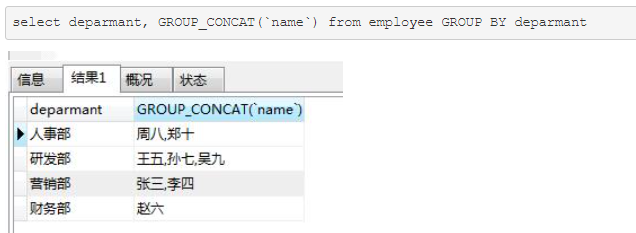 select deparmant, GROUP_CONCAT(`name`) from employee GROUP BY deparmant
信息 结果1 概况 状态
deparmant GROUP_CONCAT(`name`)
人事部 周八,郑十
研发部 王五,孙七,吴九
营销部 张三,李四
财务部 赵六